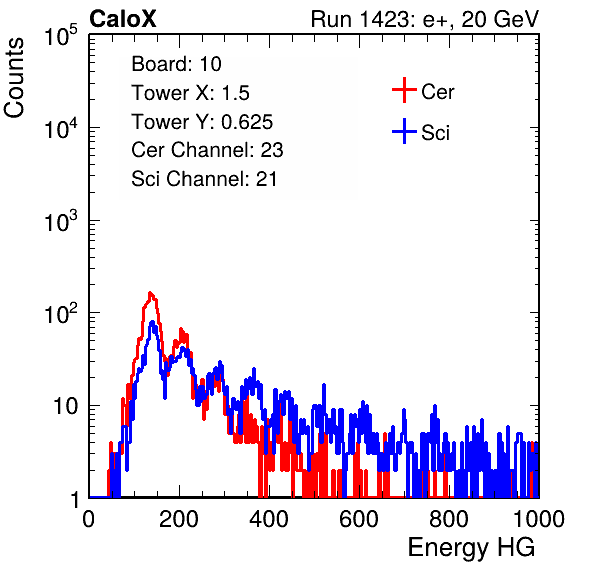 CaloX Run 1423: e+, 20 GeV
Counts
Board: 10
Tower X: 1.5
Tower Y: 0.625
Cer Channel: 23
Sci Channel: 21
Cer
Sci
10^5
10^4
10^3
10^2
10
1
0 200 400 600 800 1000
Energy HG